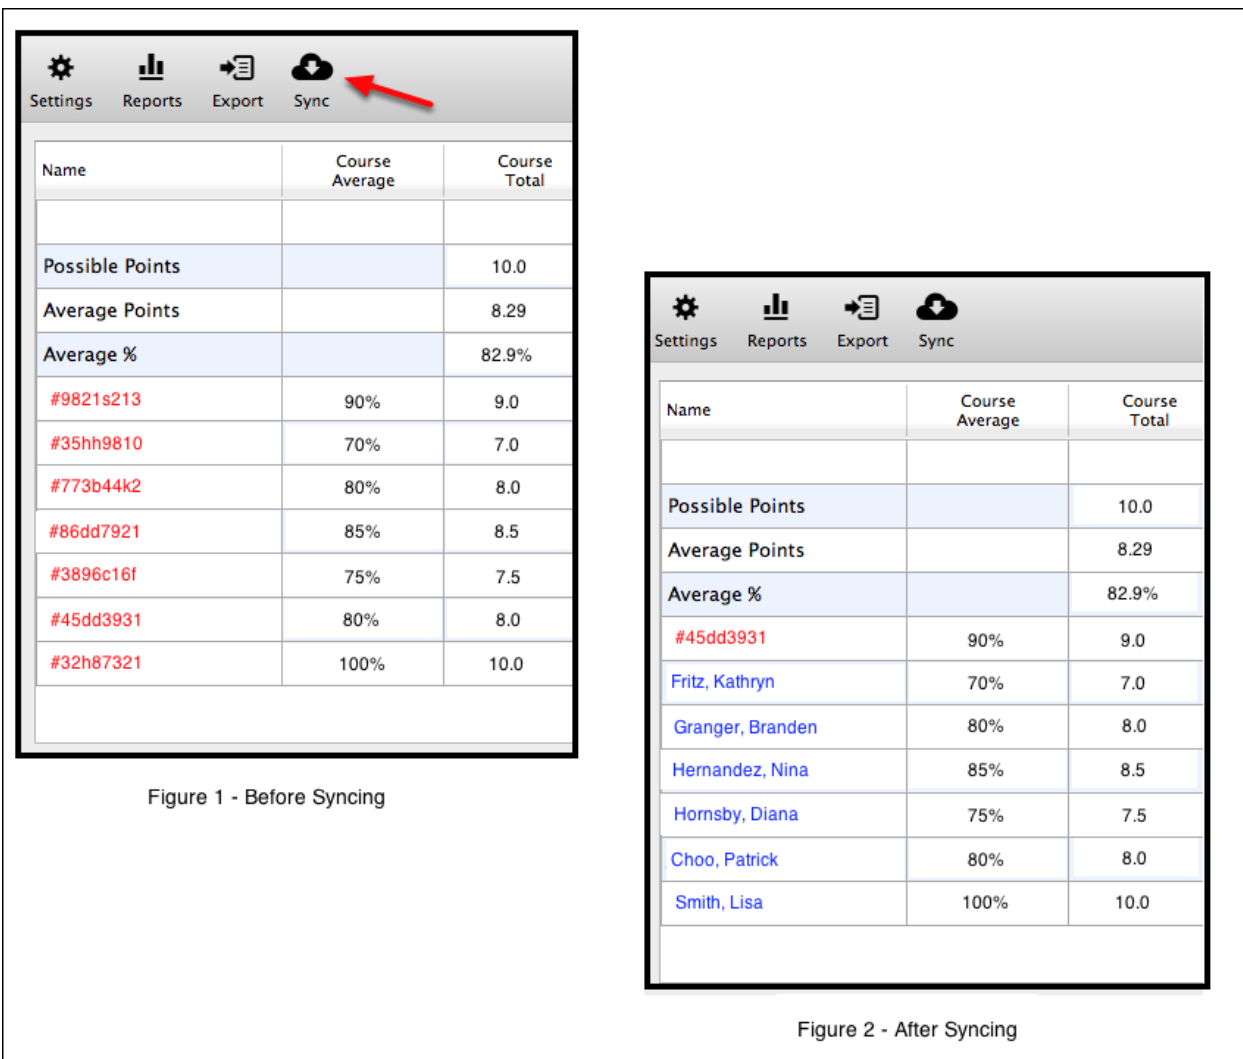 Settings Reports Export Sync
Name Course Average Course Total
Possible Points 10.0
Average Points 8.29
Average % 82.9%
#9821s213 90% 9.0
#35hh9810 70% 7.0
#773b44k2 80% 8.0
#86dd7921 85% 8.5
#3896c16f 75% 7.5
#45dd3931 80% 8.0
#32h87321 100% 10.0
Figure 1 - Before Syncing
Settings Reports Export Sync
Name Course Average Course Total
Possible Points 10.0
Average Points 8.29
Average % 82.9%
#45dd3931 90% 9.0
Fritz, Kathryn 70% 7.0
Granger, Branden 80% 8.0
Hernandez, Nina 85% 8.5
Hornsby, Diana 75% 7.5
Choo, Patrick 80% 8.0
Smith, Lisa 100% 10.0
Figure 2 - After Syncing